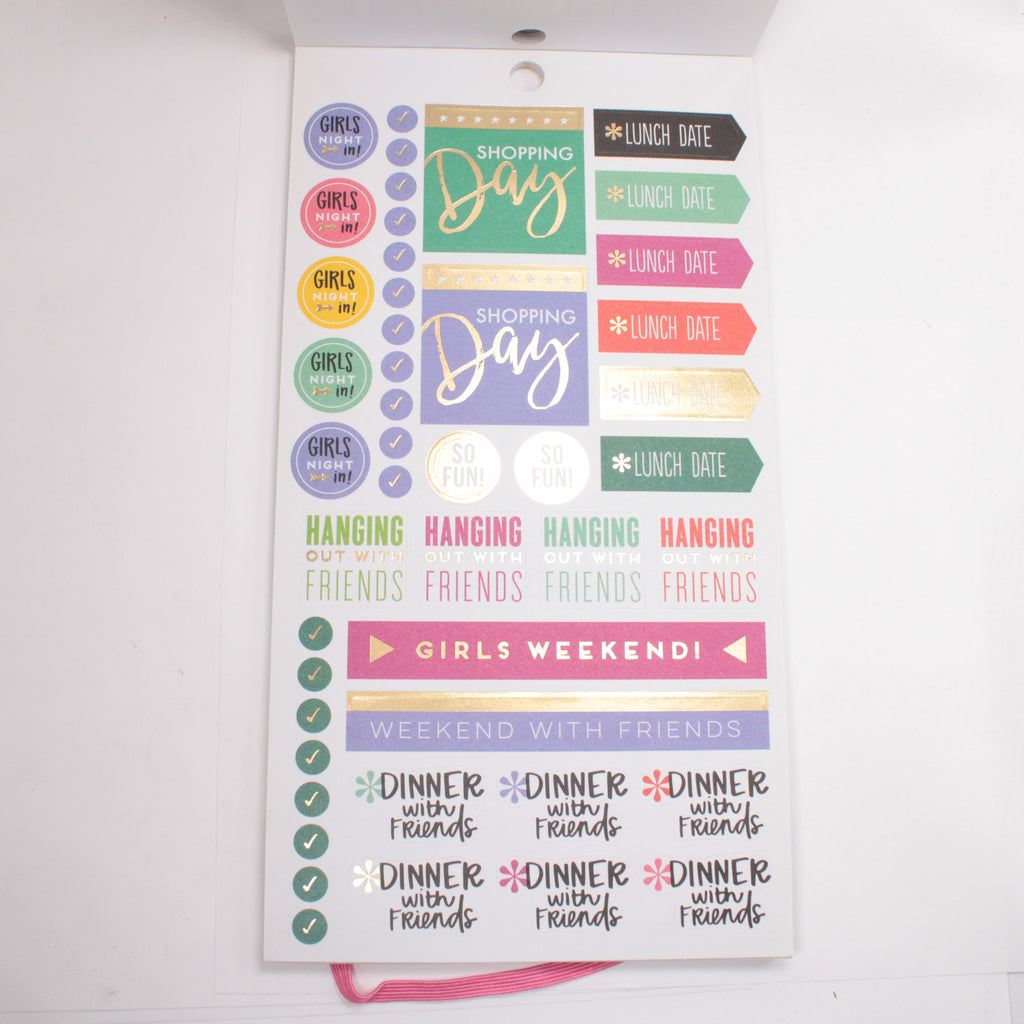 GIRLS
NIGHT
in!
GIRLS
NIGHT
in!
GIRLS
NIGHT
in!
GIRLS
NIGHT
in!
GIRLS
NIGHT
in!
SHOPPING
Day
SHOPPING
Day
SO
FUN!
SO
FUN!
LUNCH DATE
LUNCH DATE
LUNCH DATE
LUNCH DATE
LUNCH DATE
LUNCH DATE
HANGING
OUT WITH
FRIENDS
HANGING
OUT WITH
FRIENDS
HANGING
OUT WITH
FRIENDS
HANGING
OUT WITH
FRIENDS
GIRLS WEEKEND!
WEEKEND WITH FRIENDS
DINNER
with
Friends
DINNER
with
Friends
DINNER
with
Friends
DINNER
with
Friends
DINNER
with
Friends
DINNER
with
Friends